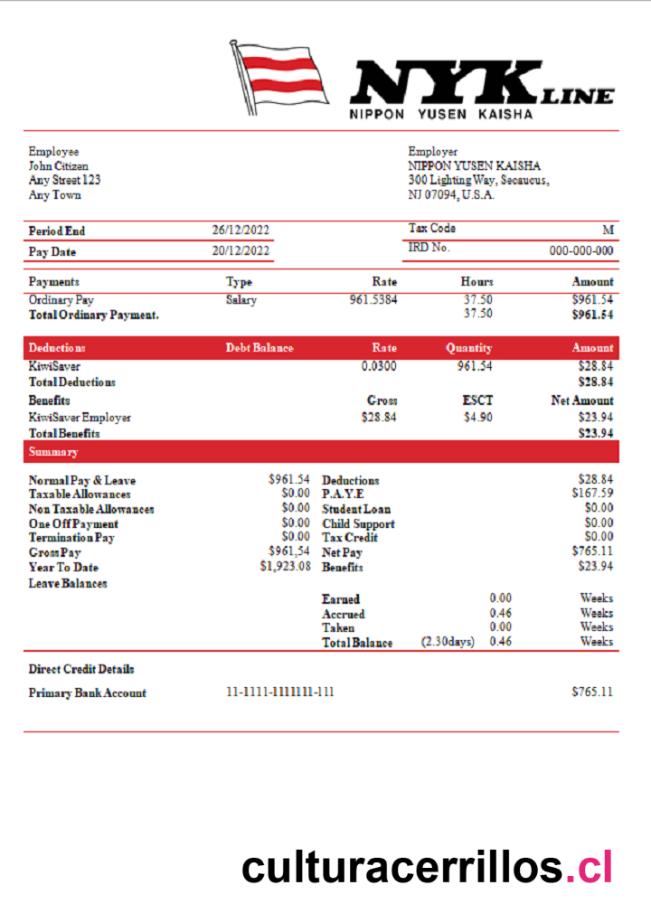 NYK LINE
NIPPON YUSEN KAISHA
Employee
John Citizen
Any Street 123
Any Town
Employer
NIPPON YUSEN KAISHA
300 Lighting Way, Secaucus,
NJ 07094, U.S.A.
Period End 26/12/2022 Tax Code M
Pay Date 20/12/2022 IRD No. 000-000-000
Payments Type Rate Hours Amount
Ordinary Pay Salary 961.5384 37.50 $961.54
Total Ordinary Payment. 37.50 $961.54
Deductions Debt Balance Rate Quantity Amount
KiwiSaver 0.0300 961.54 $28.84
Total Deductions $28.84
Benefits Gross ESCT Net Amount
KiwiSaver Employer $28.84 $4.90 $23.94
Total Benefits $23.94
Summary
Normal Pay & Leave $961.54 Deductions $28.84
Taxable Allowances $0.00 P.A.Y.E $167.59
Non Taxable Allowances $0.00 Student Loan $0.00
One Off Payment $0.00 Child Support $0.00
Termination Pay $0.00 Tax Credit $0.00
Gross Pay $961,54 Net Pay $765.11
Year To Date $1,923.08 Benefits $23.94
Leave Balances
Earned 0.00 Weeks
Accrued 0.46 Weeks
Taken 0.00 Weeks
Total Balance (2.30days) 0.46 Weeks
Direct Credit Details
Primary Bank Account 11-1111-1111111-111 $765.11
culturacerrillos.cl